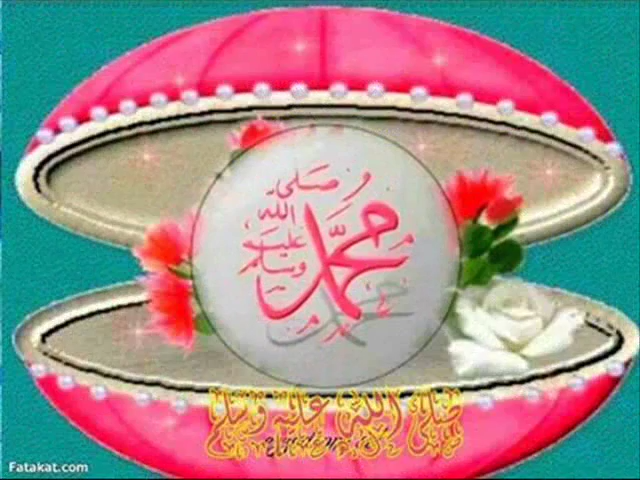 محمد
صلى
الله
عليه
وسلم
صلى الله عليه وسلم
Fatakat.com